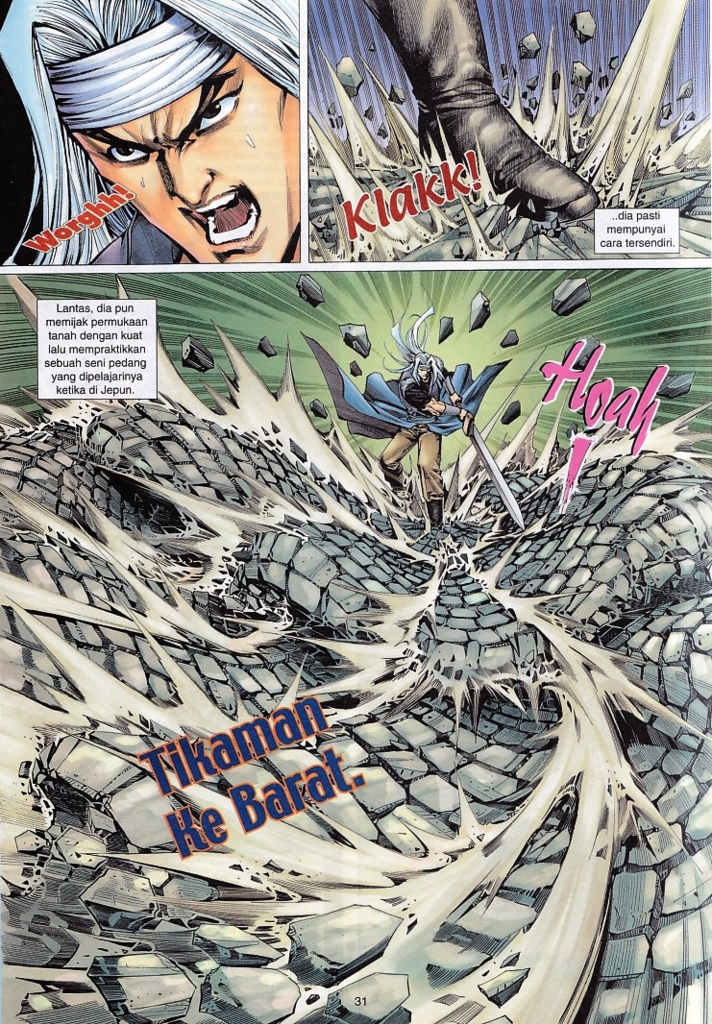 Worghh!
Klakk!
..dia pasti
mempunyai
cara tersendiri.
Lantas, dia pun
memijak permukaan
tanah dengan kuat
lalu mempraktikkan
sebuah seni pedang
yang dipelajarinya
ketika di Jepun.
Hoah
!
Tikaman
Ke Barat.
31